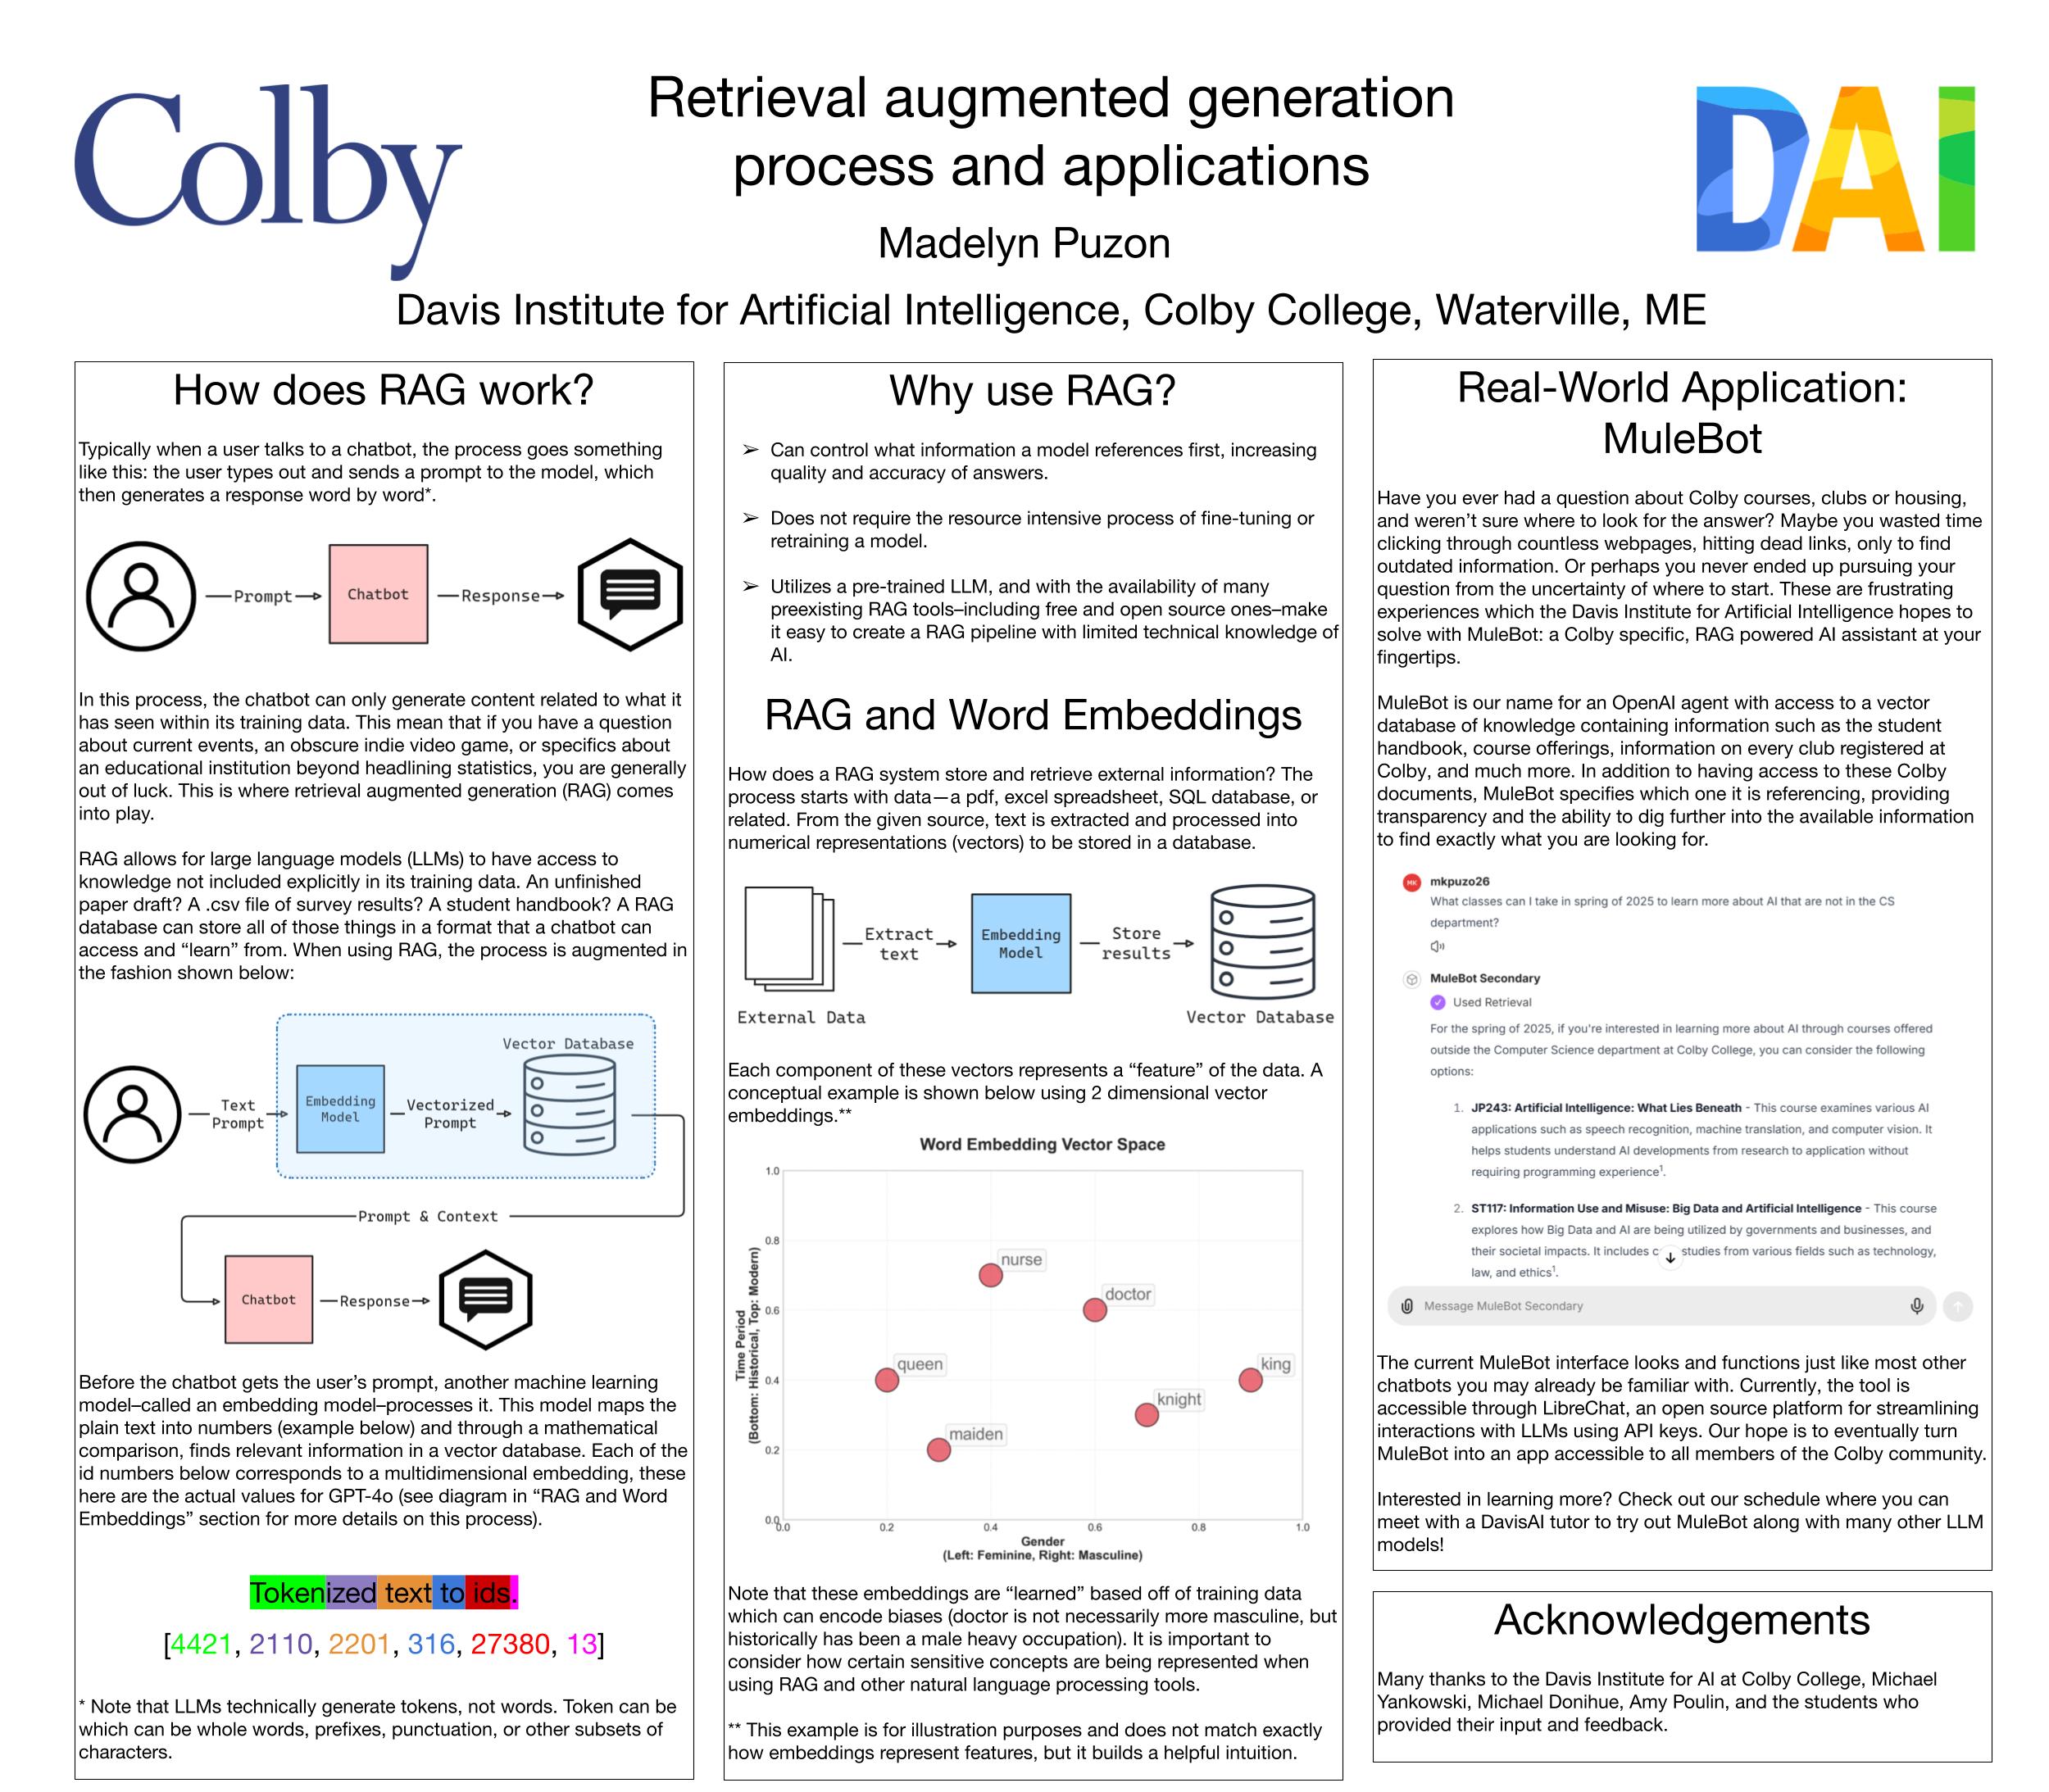 Colby
Retrieval augmented generation
process and applications
DAI
Madelyn Puzon
Davis Institute for Artificial Intelligence, Colby College, Waterville, ME
How does RAG work?
Typically when a user talks to a chatbot, the process goes something
like this: the user types out and sends a prompt to the model, which
then generates a response word by word*.
Prompt
Chatbot
Response
In this process, the chatbot can only generate content related to what it
has seen within its training data. This mean that if you have a question
about current events, an obscure indie video game, or specifics about
an educational institution beyond headlining statistics, you are generally
out of luck. This is where retrieval augmented generation (RAG) comes
into play.
RAG allows for large language models (LLMs) to have access to
knowledge not included explicitly in its training data. An unfinished
paper draft? A .csv file of survey results? A student handbook? A RAG
database can store all of those things in a format that a chatbot can
access and “learn” from. When using RAG, the process is augmented in
the fashion shown below:
Vector Database
Text
Prompt
Embedding
Model
Vectorized
Prompt
Prompt & Context
Chatbot
Response
Before the chatbot gets the user’s prompt, another machine learning
model–called an embedding model–processes it. This model maps the
plain text into numbers (example below) and through a mathematical
comparison, finds relevant information in a vector database. Each of the
id numbers below corresponds to a multidimensional embedding, these
here are the actual values for GPT-4o (see diagram in “RAG and Word
Embeddings” section for more details on this process).
Tokenized text to ids.
[4421, 2110, 2201, 316, 27380, 13]
* Note that LLMs technically generate tokens, not words. Token can be
which can be whole words, prefixes, punctuation, or other subsets of
characters.
Why use RAG?
➢ Can control what information a model references first, increasing
quality and accuracy of answers.
➢ Does not require the resource intensive process of fine-tuning or
retraining a model.
➢ Utilizes a pre-trained LLM, and with the availability of many
preexisting RAG tools–including free and open source ones–make
it easy to create a RAG pipeline with limited technical knowledge of
AI.
RAG and Word Embeddings
How does a RAG system store and retrieve external information? The
process starts with data—a pdf, excel spreadsheet, SQL database, or
related. From the given source, text is extracted and processed into
numerical representations (vectors) to be stored in a database.
Extract
text
Embedding
Model
Store
results
External Data
Vector Database
Each component of these vectors represents a “feature” of the data. A
conceptual example is shown below using 2 dimensional vector
embeddings.**
Word Embedding Vector Space
1.0
0.8
0.6
0.4
0.2
0.0
Time Period
(Bottom: Historical, Top: Modern)
nurse
doctor
queen
king
knight
maiden
0.0 0.2 0.4 0.6 0.8 1.0
Gender
(Left: Feminine, Right: Masculine)
Note that these embeddings are “learned” based off of training data
which can encode biases (doctor is not necessarily more masculine, but
historically has been a male heavy occupation). It is important to
consider how certain sensitive concepts are being represented when
using RAG and other natural language processing tools.
** This example is for illustration purposes and does not match exactly
how embeddings represent features, but it builds a helpful intuition.
Real-World Application:
MuleBot
Have you ever had a question about Colby courses, clubs or housing,
and weren’t sure where to look for the answer? Maybe you wasted time
clicking through countless webpages, hitting dead links, only to find
outdated information. Or perhaps you never ended up pursuing your
question from the uncertainty of where to start. These are frustrating
experiences which the Davis Institute for Artificial Intelligence hopes to
solve with MuleBot: a Colby specific, RAG powered AI assistant at your
fingertips.
MuleBot is our name for an OpenAI agent with access to a vector
database of knowledge containing information such as the student
handbook, course offerings, information on every club registered at
Colby, and much more. In addition to having access to these Colby
documents, MuleBot specifies which one it is referencing, providing
transparency and the ability to dig further into the available information
to find exactly what you are looking for.
MK mkpuzo26
What classes can I take in spring of 2025 to learn more about AI that are not in the CS
department?
MuleBot Secondary
Used Retrieval
For the spring of 2025, if you're interested in learning more about AI through courses offered
outside the Computer Science department at Colby College, you can consider the following
options:
1. JP243: Artificial Intelligence: What Lies Beneath - This course examines various AI
applications such as speech recognition, machine translation, and computer vision. It
helps students understand AI developments from research to application without
requiring programming experience1.
2. ST117: Information Use and Misuse: Big Data and Artificial Intelligence - This course
explores how Big Data and AI are being utilized by governments and businesses, and
their societal impacts. It includes studies from various fields such as technology,
law, and ethics1.
Message MuleBot Secondary
The current MuleBot interface looks and functions just like most other
chatbots you may already be familiar with. Currently, the tool is
accessible through LibreChat, an open source platform for streamlining
interactions with LLMs using API keys. Our hope is to eventually turn
MuleBot into an app accessible to all members of the Colby community.
Interested in learning more? Check out our schedule where you can
meet with a DavisAI tutor to try out MuleBot along with many other LLM
models!
Acknowledgements
Many thanks to the Davis Institute for AI at Colby College, Michael
Yankowski, Michael Donihue, Amy Poulin, and the students who
provided their input and feedback.